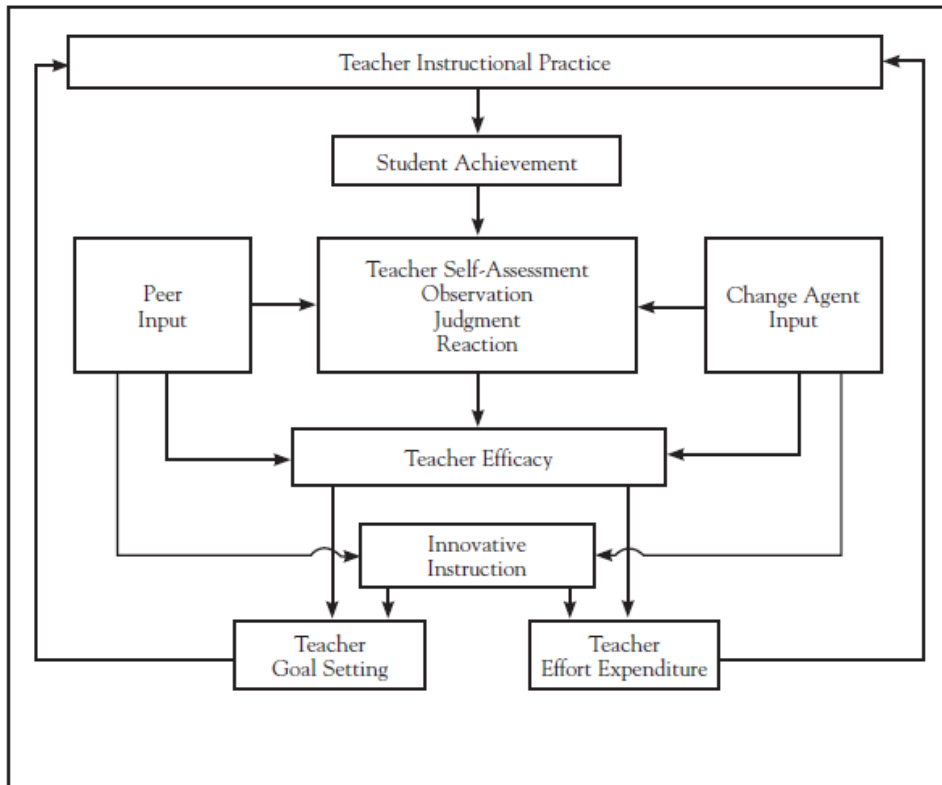 Teacher Instructional Practice
Student Achievement
Peer
Input
Teacher Self-Assessment
Observation
Judgment
Reaction
Change Agent
Input
Teacher Efficacy
Innovative
Instruction
Teacher
Goal Setting
Teacher
Effort Expenditure